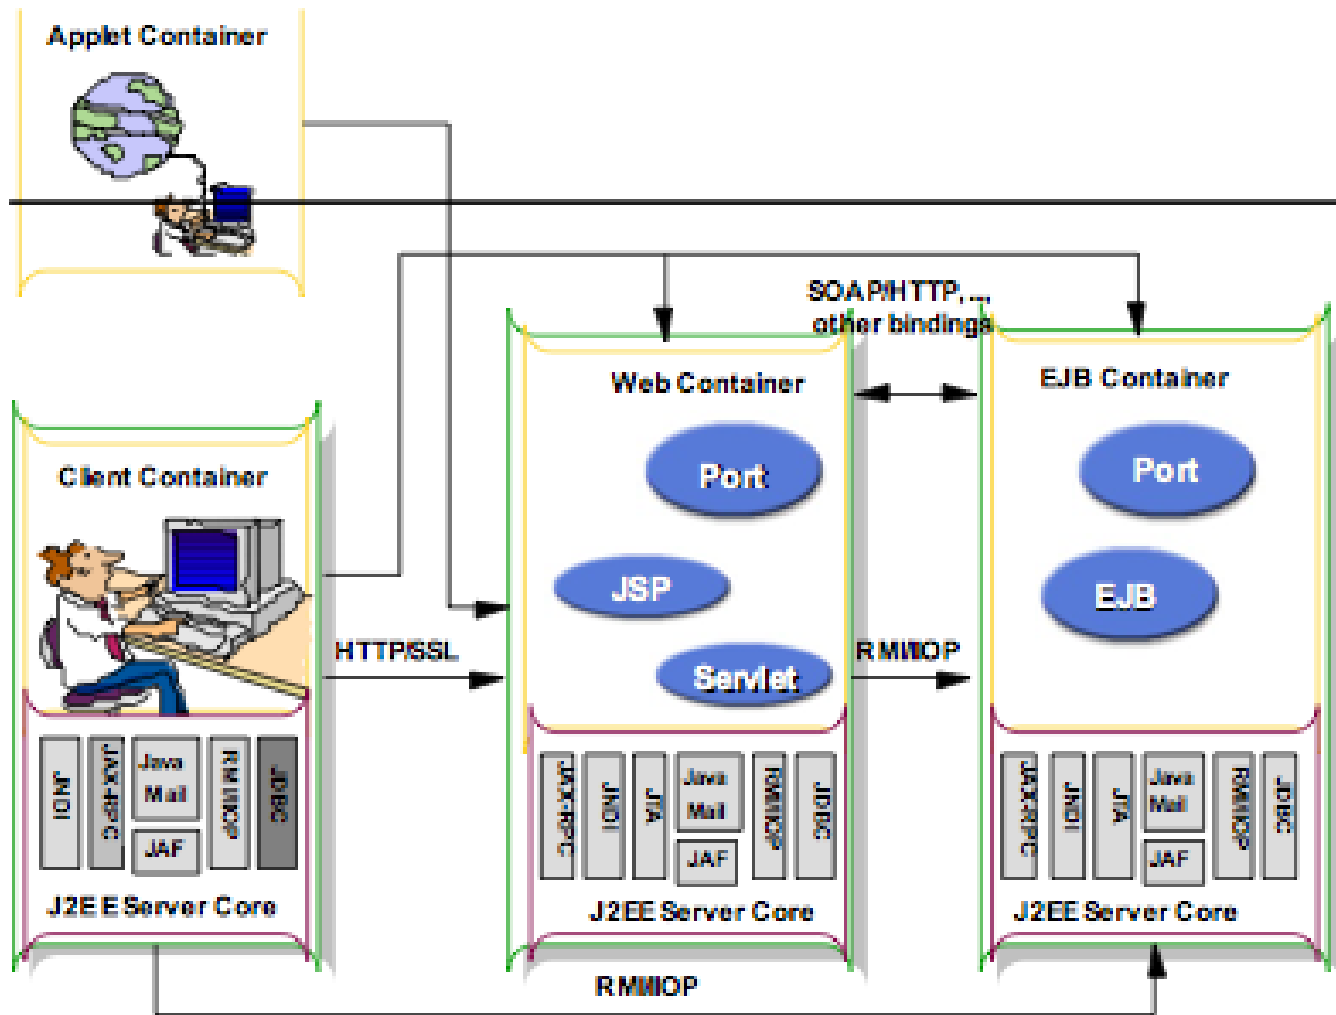 Applet Container
SOAP/HTTP, ...,
other bindings
Web Container
EJB Container
Client Container
Port
Port
JSP
EJB
HTTP/SSL
Servlet
RMI/IIOP
JNDI
JAX-RPC
Java
Mail
JAF
RMI/IIOP
JDBC
J2EE Server Core
JAX-RPC
JNDI
JTA
Java
Mail
JAF
RMI/IIOP
JDBC
J2EE Server Core
JAX-RPC
JNDI
JTA
Java
Mail
JAF
RMI/IIOP
JDBC
J2EE Server Core
RMI/IIOP